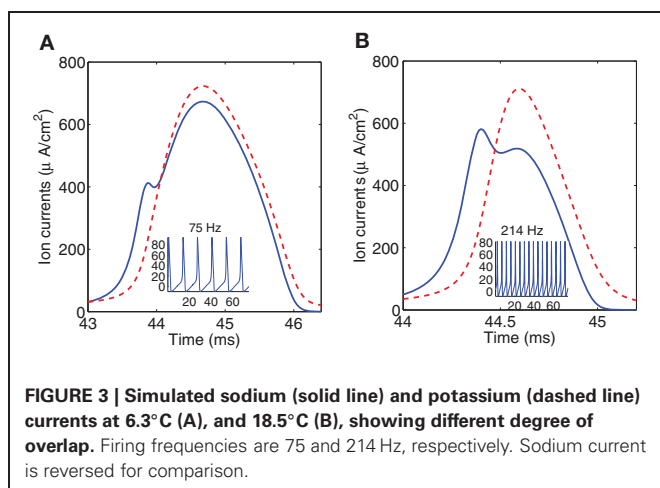 A
B
800
600
400
200
0
Ion currents (μ A/cm²)
75 Hz
80
60
40
20
0
20 40 60
43 44 45 46
Time (ms)
800
600
400
200
0
Ion currents (μ A/cm²)
214 Hz
80
60
40
20
0
20 40 60
44 44.5 45
Time (ms)
FIGURE 3 | Simulated sodium (solid line) and potassium (dashed line)
currents at 6.3°C (A), and 18.5°C (B), showing different degree of
overlap. Firing frequencies are 75 and 214 Hz, respectively. Sodium current
is reversed for comparison.